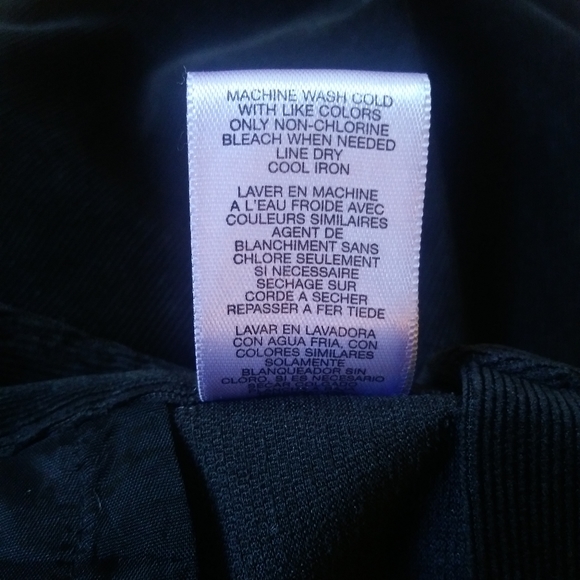 MACHINE WASH COLD
WITH LIKE COLORS
ONLY NON-CHLORINE
BLEACH WHEN NEEDED
LINE DRY
COOL IRON
LAVER EN MACHINE
A L'EAU FROIDE AVEC
COULEURS SIMILAIRES
AGENT DE
BLANCHIMENT SANS
CHLORE SEULEMENT
SI NECESSAIRE
SECHAGE SUR
CORDE A SECHER
REPASSER A FER TIEDE
LAVAR EN LAVADORA
CON AGUA FRIA, CON
COLORES SIMILARES
SOLAMENTE
BLANQUEADOR SIN
CLORO, SI ES NECESARIO
SECAR COLGADO